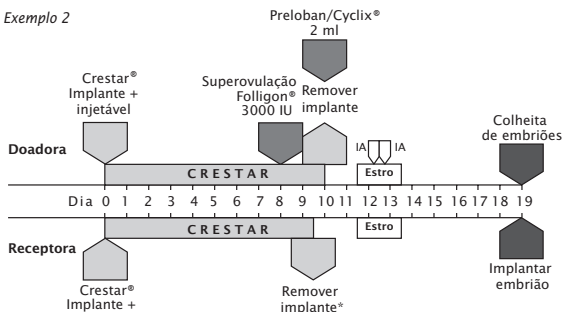 Exemplo 2
Preloban/Cyclix®
2 ml
Crestar®
Implante +
injetável
Superovulação
Folligon®
3000 IU
Remover
implante
Colheita
de embriões
Doadora
IA IA
CRESTAR
Estro
Dia 0 1 2 3 4 5 6 7 8 9 10 11 12 13 14 15 16 17 18 19
CRESTAR
Estro
Receptora
Crestar®
Implante +
Remover
implante*
Implantar
embrião